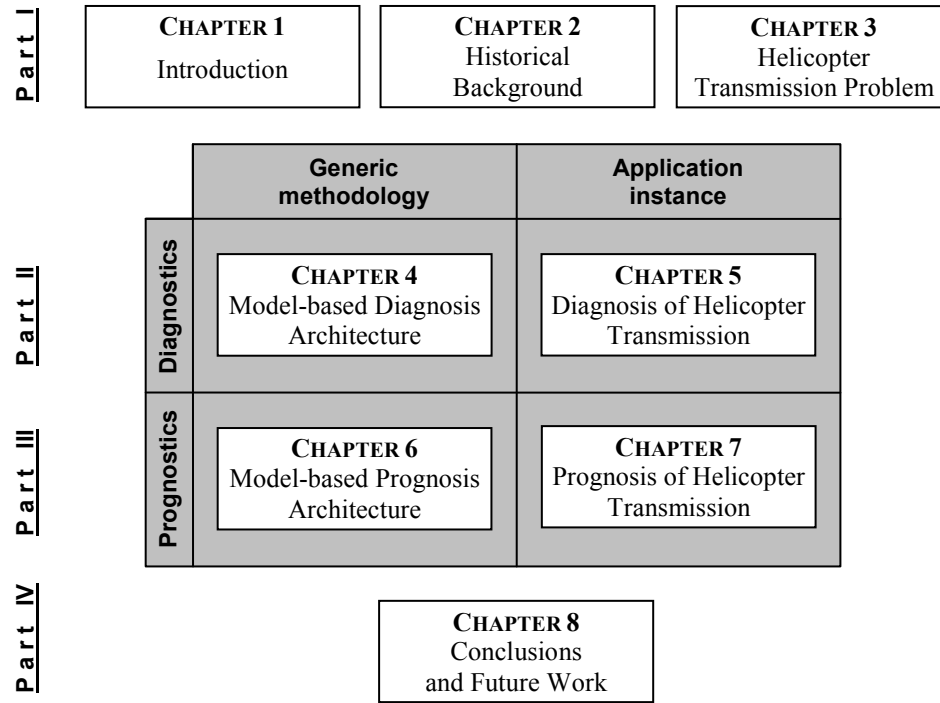 Part I
CHAPTER 1
Introduction
CHAPTER 2
Historical
Background
CHAPTER 3
Helicopter
Transmission Problem
Generic
methodology
Application
instance
Part II
Diagnostics
CHAPTER 4
Model-based Diagnosis
Architecture
CHAPTER 5
Diagnosis of Helicopter
Transmission
Part III
Prognostics
CHAPTER 6
Model-based Prognosis
Architecture
CHAPTER 7
Prognosis of Helicopter
Transmission
Part IV
CHAPTER 8
Conclusions
and Future Work